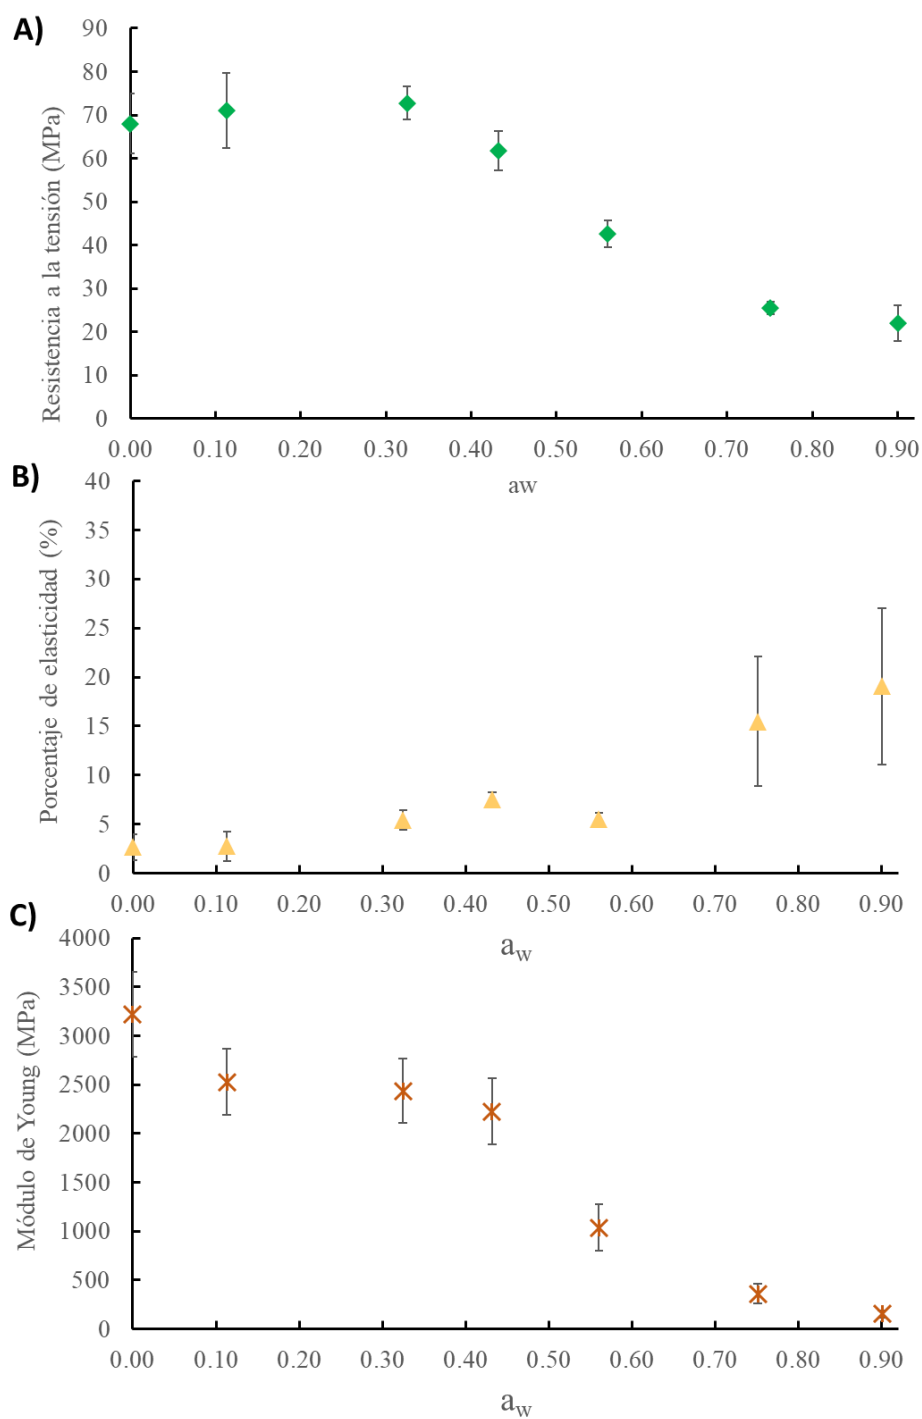 A)
Resistencia a la tensión (MPa)
90
80
70
60
50
40
30
20
10
0
0.00 0.10 0.20 0.30 0.40 0.50 0.60 0.70 0.80 0.90
aw
B)
Porcentaje de elasticidad (%)
40
35
30
25
20
15
10
5
0
0.00 0.10 0.20 0.30 0.40 0.50 0.60 0.70 0.80 0.90
aw
C)
Módulo de Young (MPa)
4000
3500
3000
2500
2000
1500
1000
500
0
0.00 0.10 0.20 0.30 0.40 0.50 0.60 0.70 0.80 0.90
aw